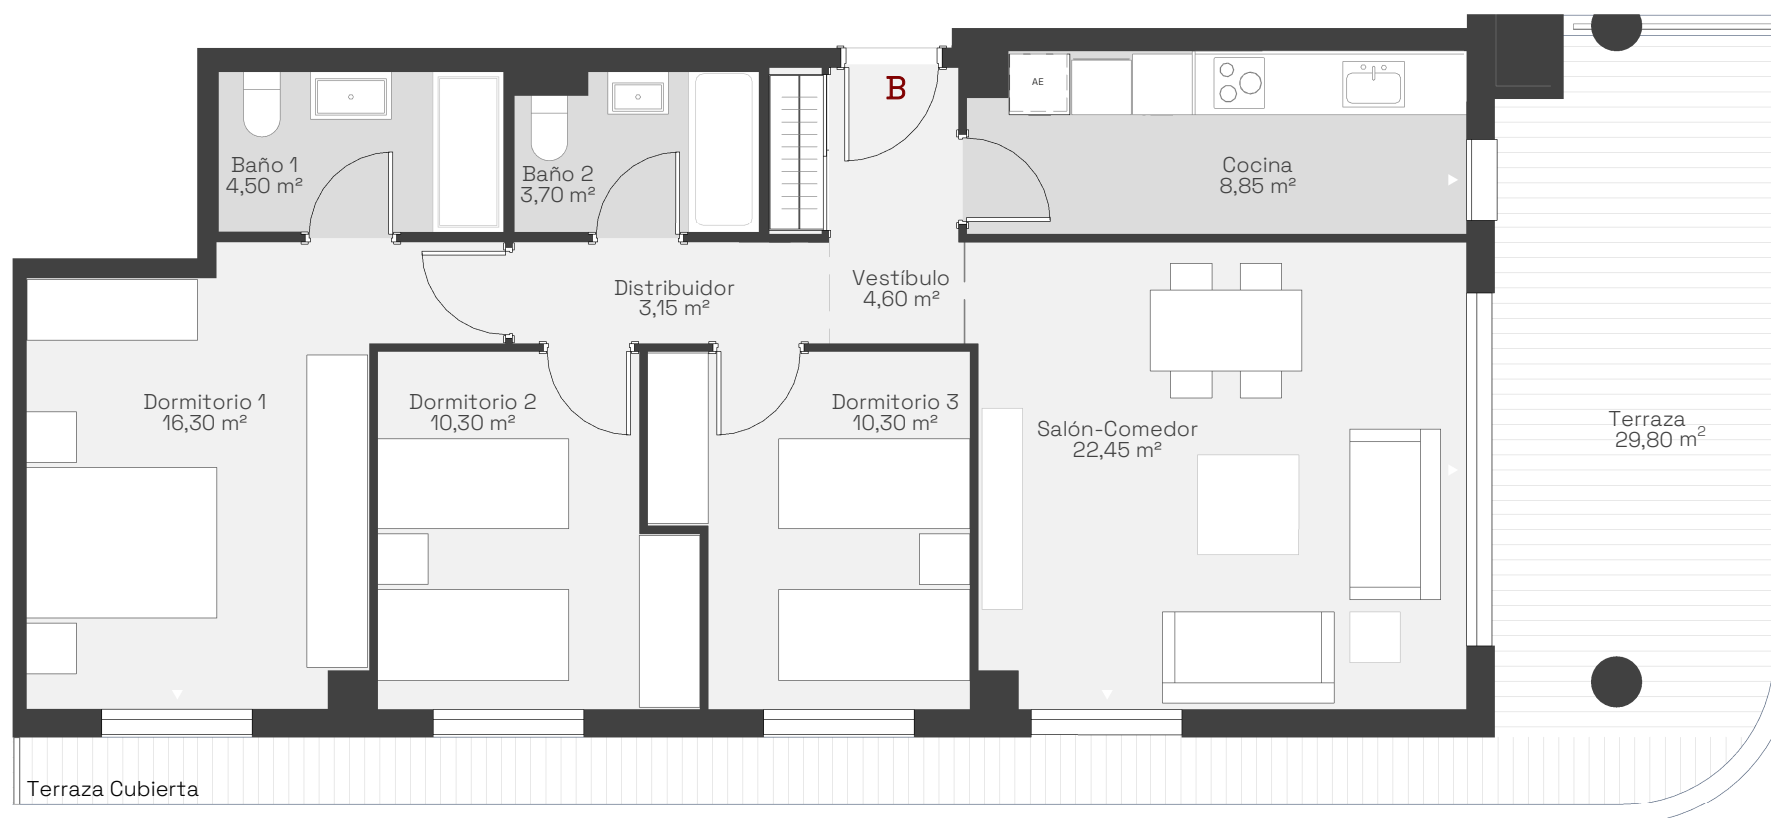 B
AE
Baño 1
4,50 m²
Baño 2
3,70 m²
Cocina
8,85 m²
Distribuidor
3,15 m²
Vestíbulo
4,60 m²
Dormitorio 1
16,30 m²
Dormitorio 2
10,30 m²
Dormitorio 3
10,30 m²
Salón-Comedor
22,45 m²
Terraza
29,80 m²
Terraza Cubierta